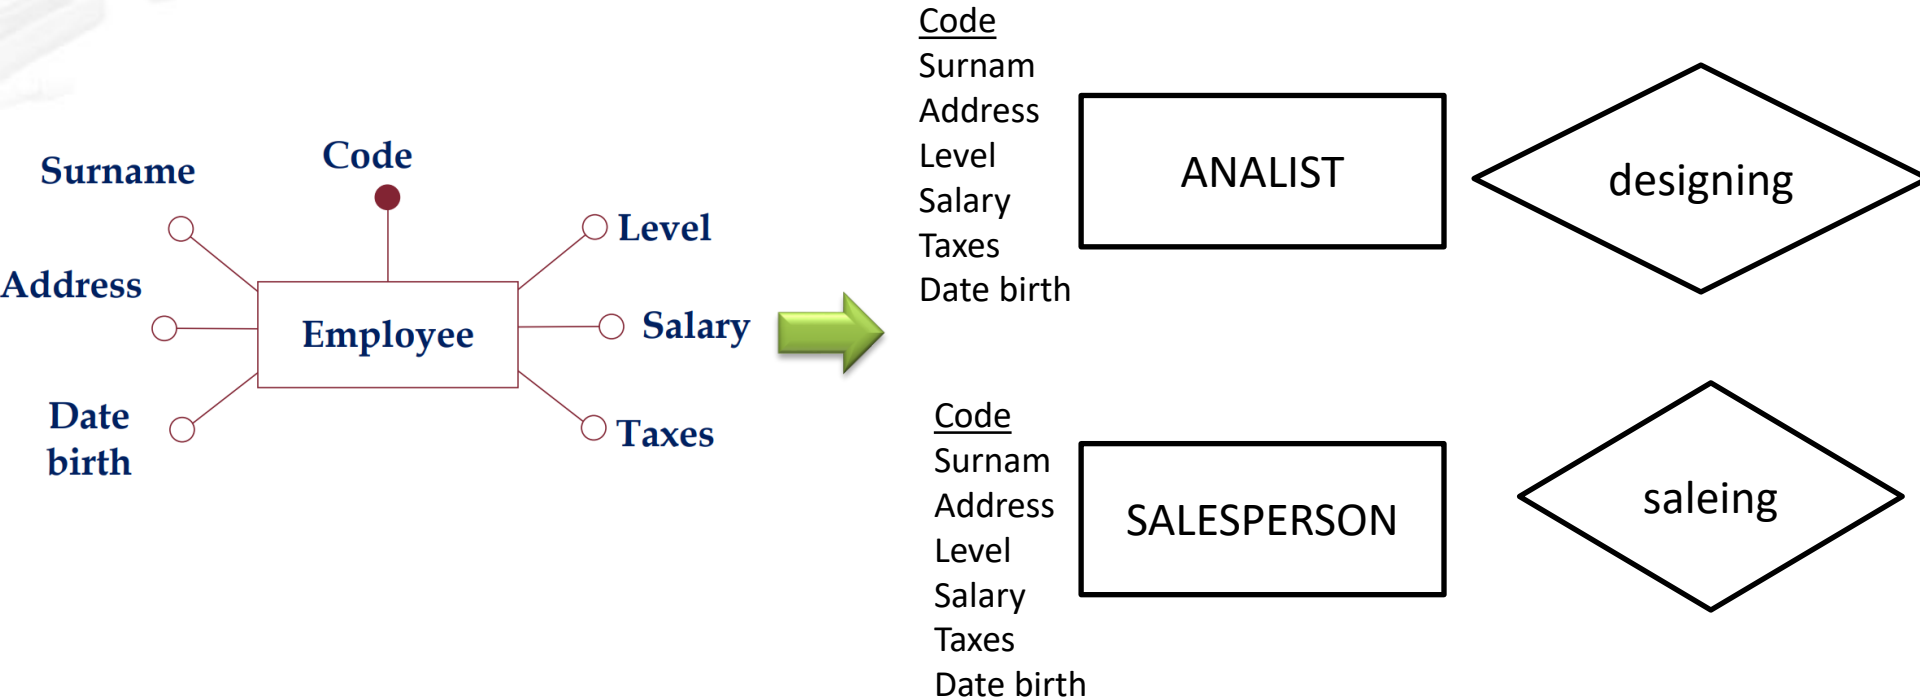 Surname
Code
Level
Address
Employee
Salary
Date
birth
Taxes
Code
Surnam
Address
Level
Salary
Taxes
Date birth
ANALIST
designing
Code
Surnam
Address
Level
Salary
Taxes
Date birth
SALESPERSON
saleing